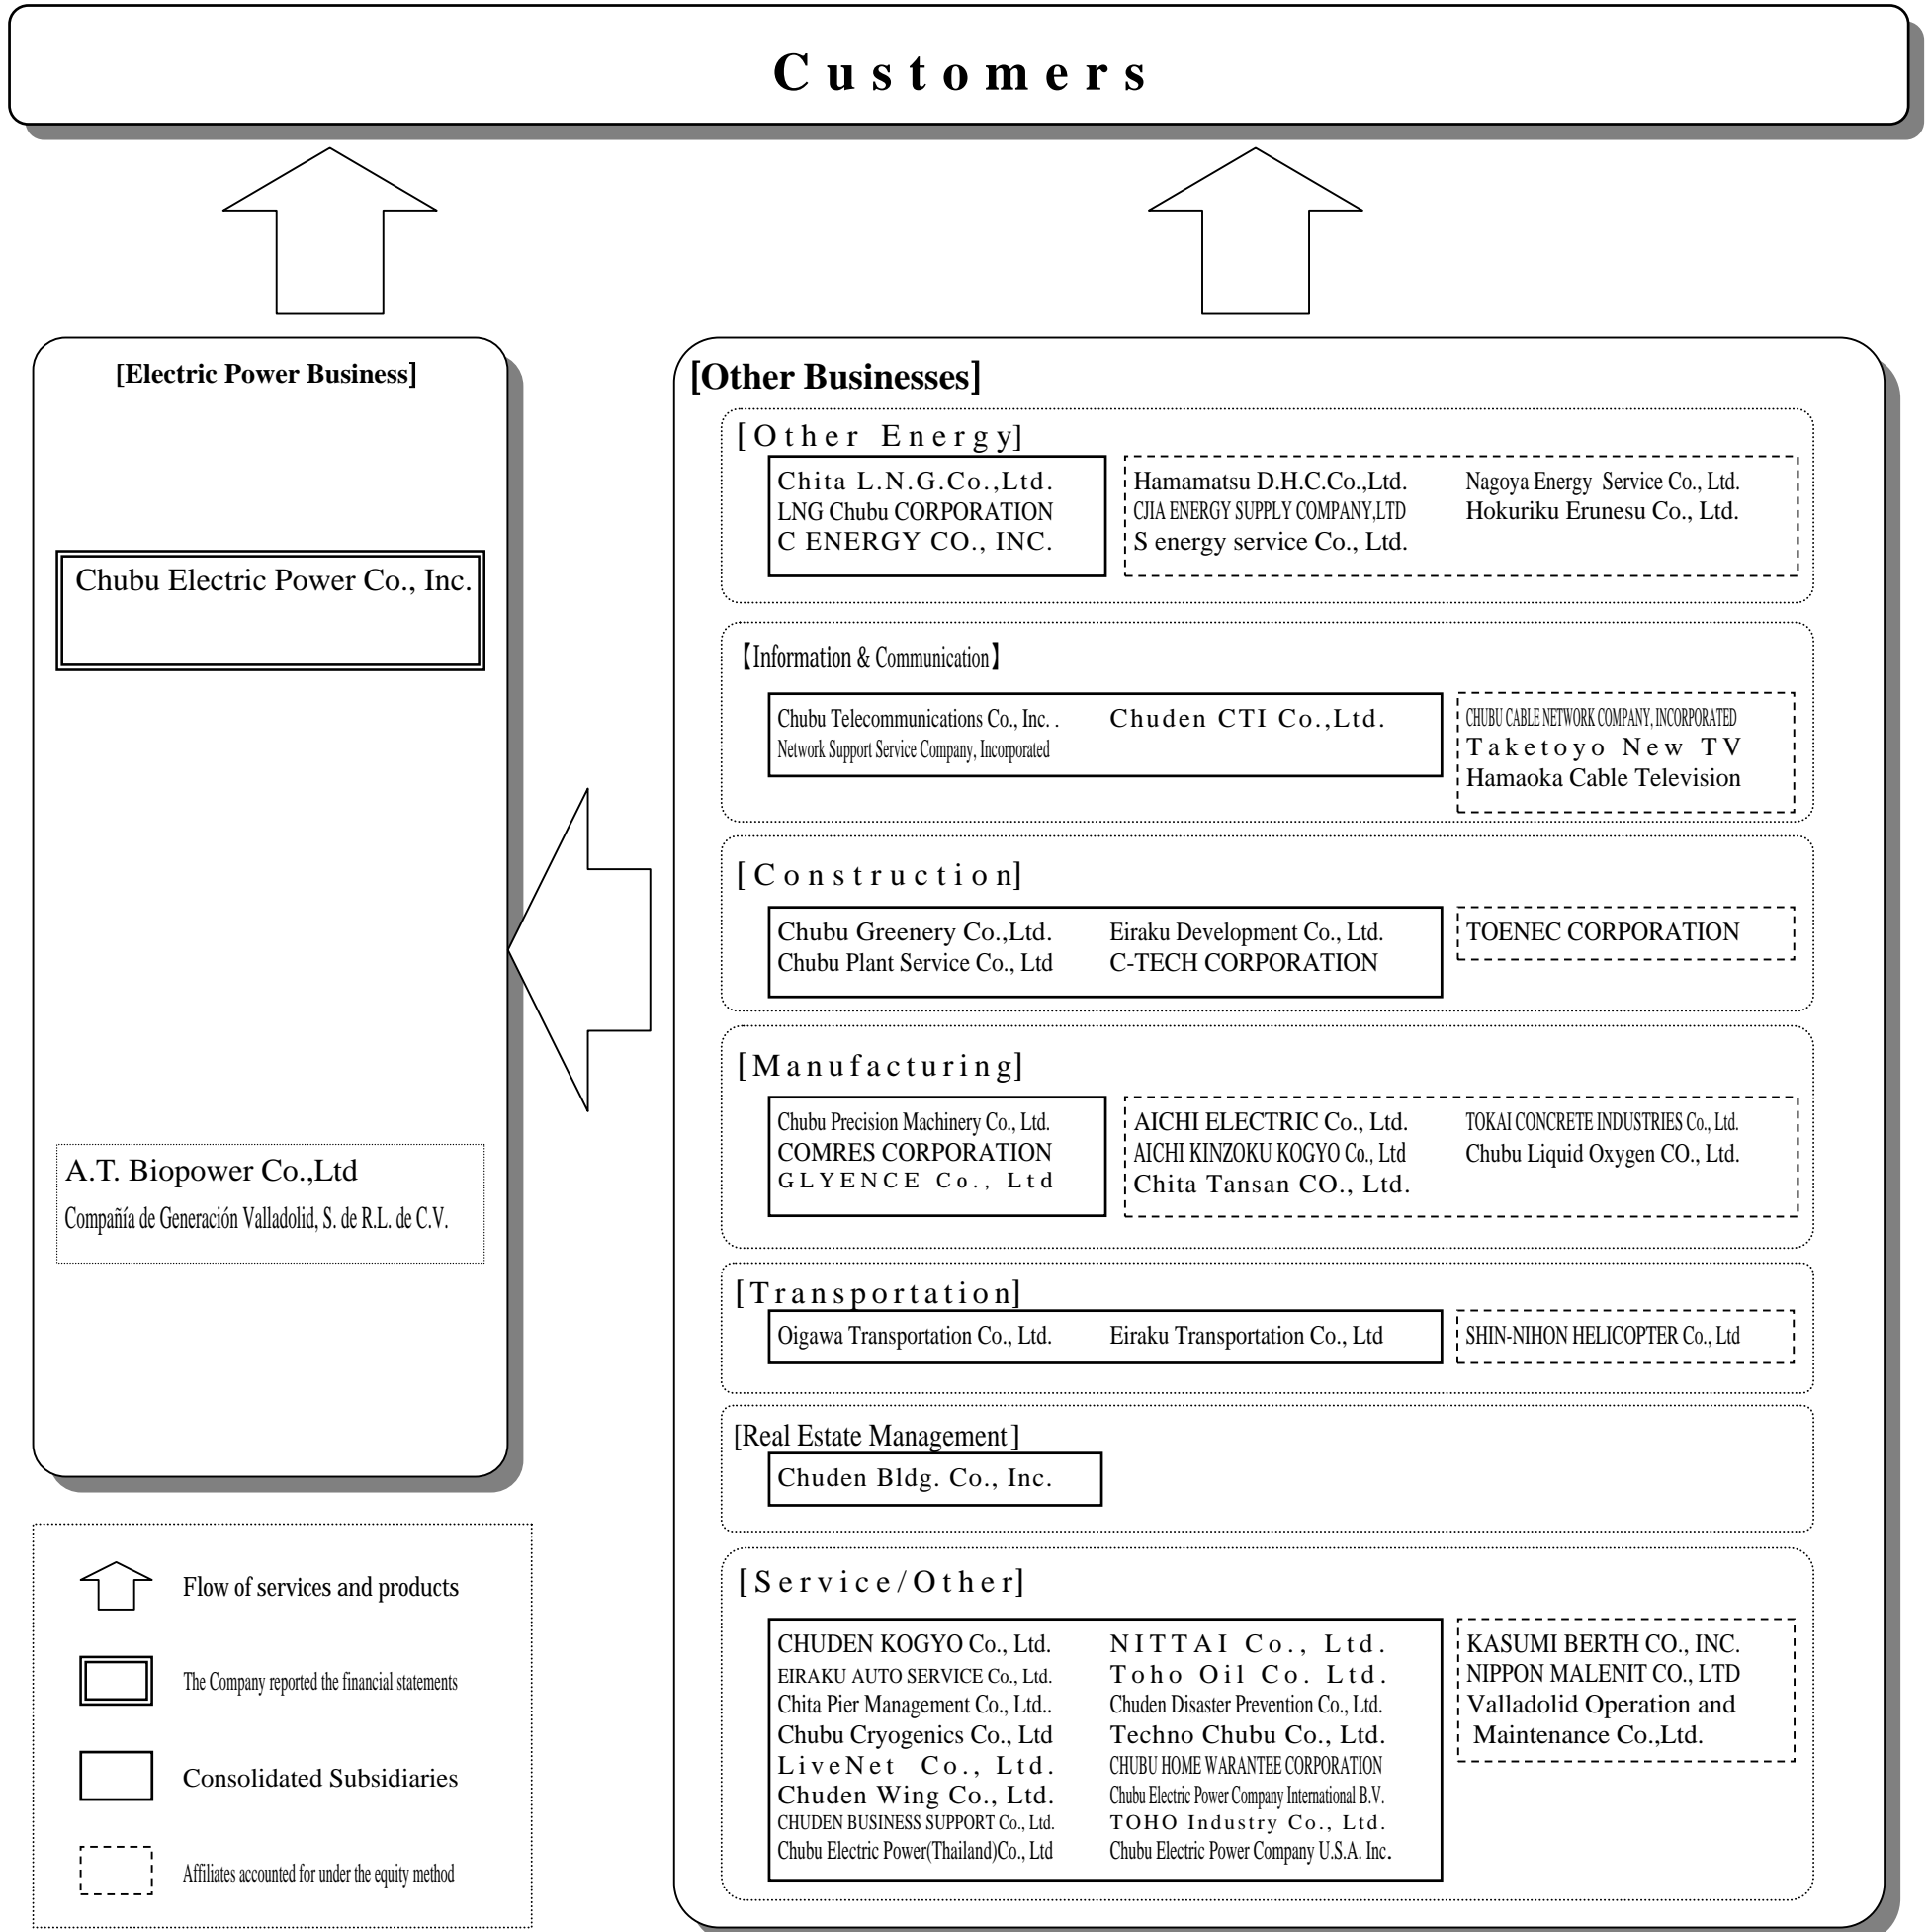 Customers
[Electric Power Business]
Chubu Electric Power Co., Inc.
A.T. Biopower Co.,Ltd
Compañía de Generación Valladolid, S. de R.L. de C.V.
Flow of services and products
The Company reported the financial statements
Consolidated Subsidiaries
Affiliates accounted for under the equity method
[Other Businesses]
[Other Energy]
Chita L.N.G.Co.,Ltd.
LNG Chubu CORPORATION
C ENERGY CO., INC.
Hamamatsu D.H.C.Co.,Ltd.
CJIA ENERGY SUPPLY COMPANY,LTD
S energy service Co., Ltd.
Nagoya Energy Service Co., Ltd.
Hokuriku Erunesu Co., Ltd.
【Information & Communication】
Chubu Telecommunications Co., Inc. .
Network Support Service Company, Incorporated
Chuden CTI Co.,Ltd.
CHUBU CABLE NETWORK COMPANY, INCORPORATED
Taketoyo New TV
Hamaoka Cable Television
[Construction]
Chubu Greenery Co.,Ltd.
Chubu Plant Service Co., Ltd
Eiraku Development Co., Ltd.
C-TECH CORPORATION
TOENEC CORPORATION
[Manufacturing]
Chubu Precision Machinery Co., Ltd.
COMRES CORPORATION
GLYENCE Co., Ltd
AICHI ELECTRIC Co., Ltd.
AICHI KINZOKU KOGYO Co., Ltd
Chita Tansan CO., Ltd.
TOKAI CONCRETE INDUSTRIES Co., Ltd.
Chubu Liquid Oxygen CO., Ltd.
[Transportation]
Oigawa Transportation Co., Ltd.
Eiraku Transportation Co., Ltd
SHIN-NIHON HELICOPTER Co., Ltd
[Real Estate Management]
Chuden Bldg. Co., Inc.
[Service/Other]
CHUDEN KOGYO Co., Ltd.
EIRAKU AUTO SERVICE Co., Ltd.
Chita Pier Management Co., Ltd..
Chubu Cryogenics Co., Ltd
LiveNet Co., Ltd.
Chuden Wing Co., Ltd.
CHUDEN BUSINESS SUPPORT Co., Ltd.
Chubu Electric Power(Thailand)Co., Ltd
NITTAI Co., Ltd.
Toho Oil Co. Ltd.
Chuden Disaster Prevention Co., Ltd.
Techno Chubu Co., Ltd.
CHUBU HOME WARANTEE CORPORATION
Chubu Electric Power Company International B.V.
TOHO Industry Co., Ltd.
Chubu Electric Power Company U.S.A. Inc.
KASUMI BERTH CO., INC.
NIPPON MALENIT CO., LTD
Valladolid Operation and
Maintenance Co.,Ltd.